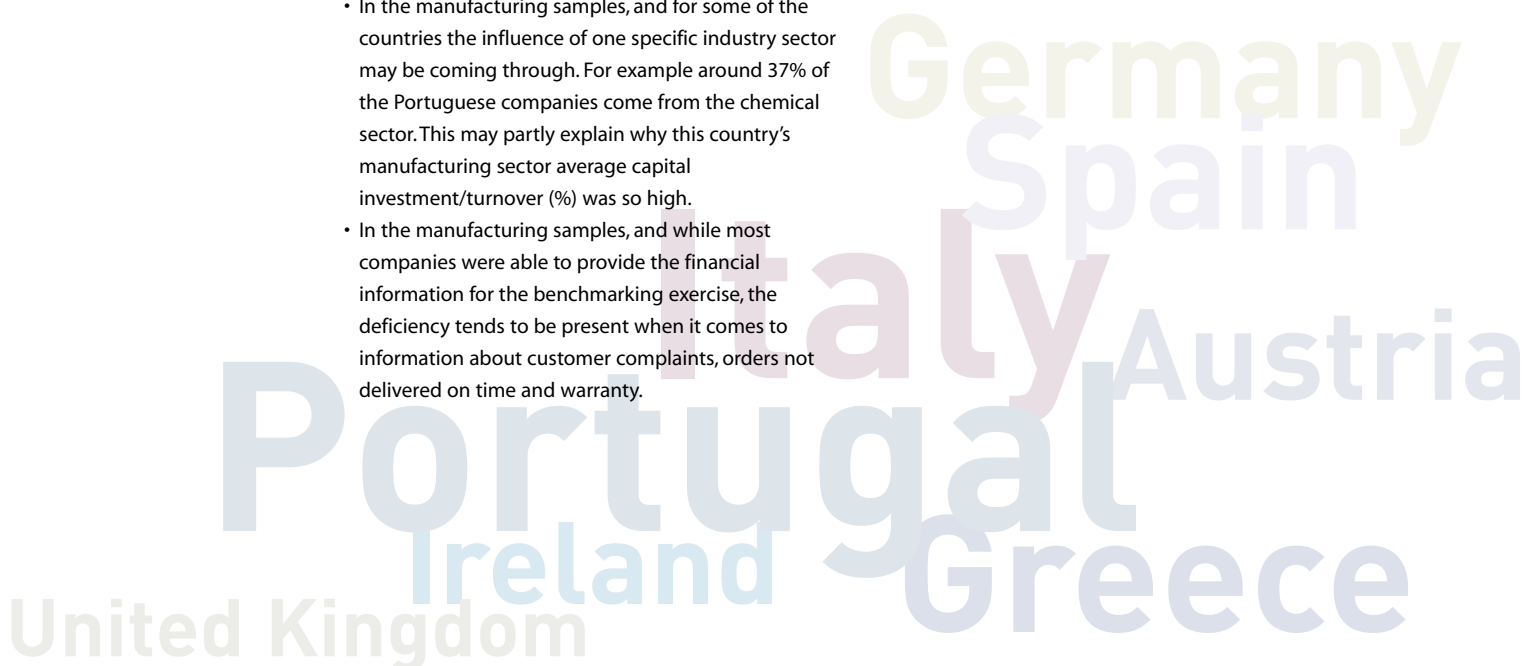 • In the manufacturing samples, and for some of the
countries the influence of one specific industry sector
may be coming through. For example around 37% of
the Portuguese companies come from the chemical
sector. This may partly explain why this country’s
manufacturing sector average capital
investment/turnover (%) was so high.
• In the manufacturing samples, and while most
companies were able to provide the financial
information for the benchmarking exercise, the
deficiency tends to be present when it comes to
information about customer complaints, orders not
delivered on time and warranty.
Germany
Spain
Italy
Austria
Portugal
Ireland
Greece
United Kingdom